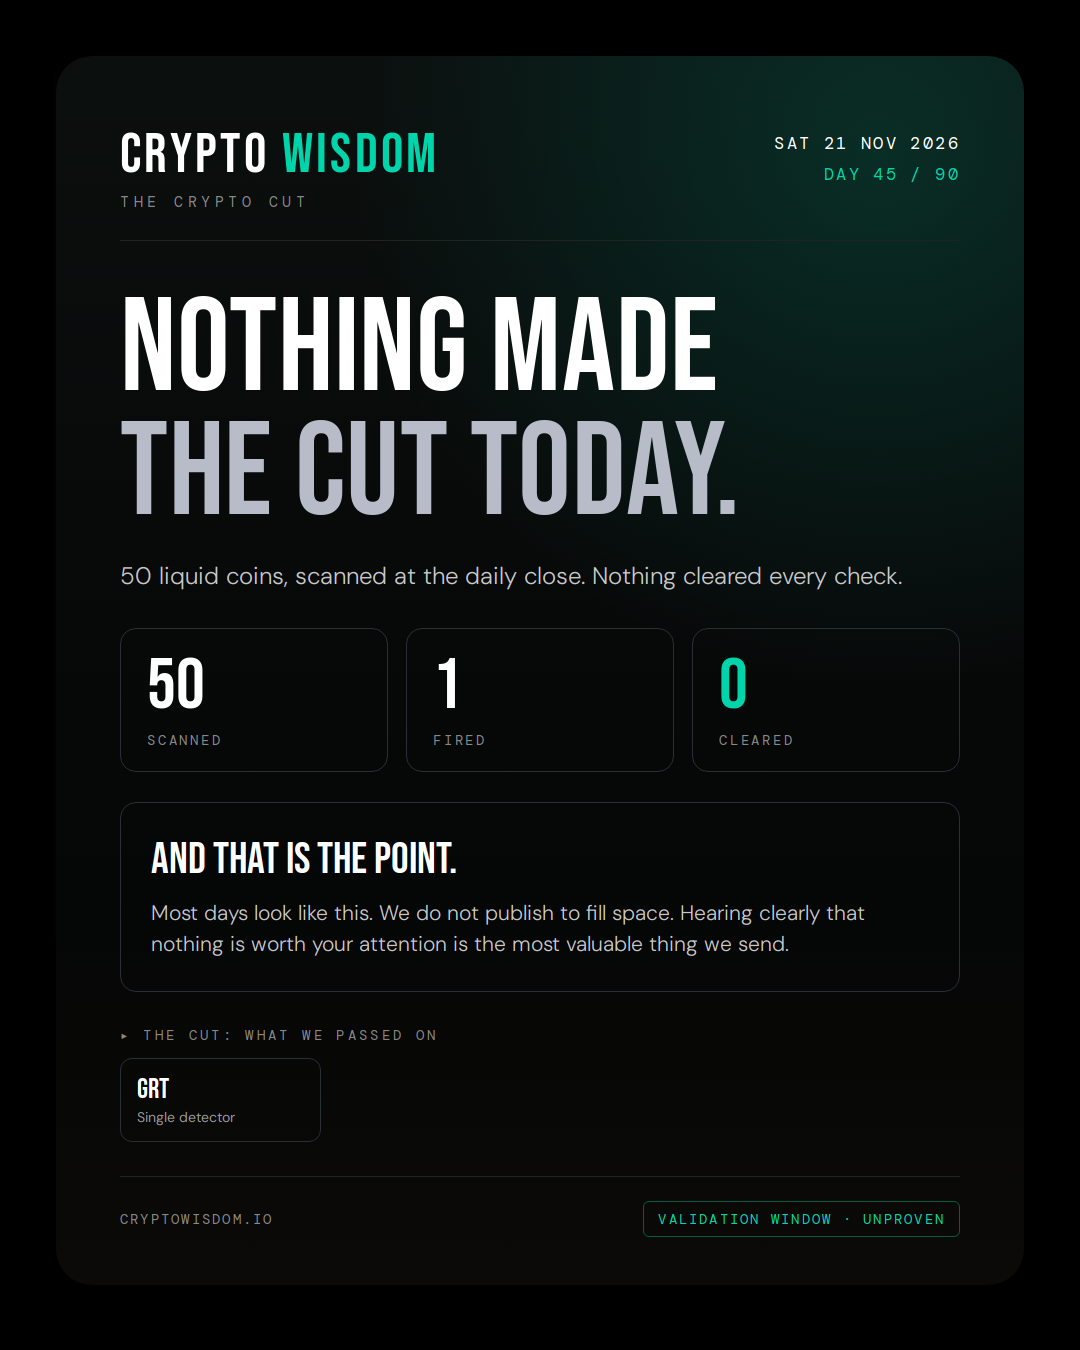 CRYPTO WISDOM
THE CRYPTO CUT
SAT 21 NOV 2026
DAY 45 / 90
NOTHING MADE
THE CUT TODAY.
50 liquid coins, scanned at the daily close. Nothing cleared every check.
50
SCANNED
1
FIRED
0
CLEARED
AND THAT IS THE POINT.
Most days look like this. We do not publish to fill space. Hearing clearly that
nothing is worth your attention is the most valuable thing we send.
▸ THE CUT: WHAT WE PASSED ON
GRT
Single detector
CRYPTOWISDOM.IO
VALIDATION WINDOW · UNPROVEN